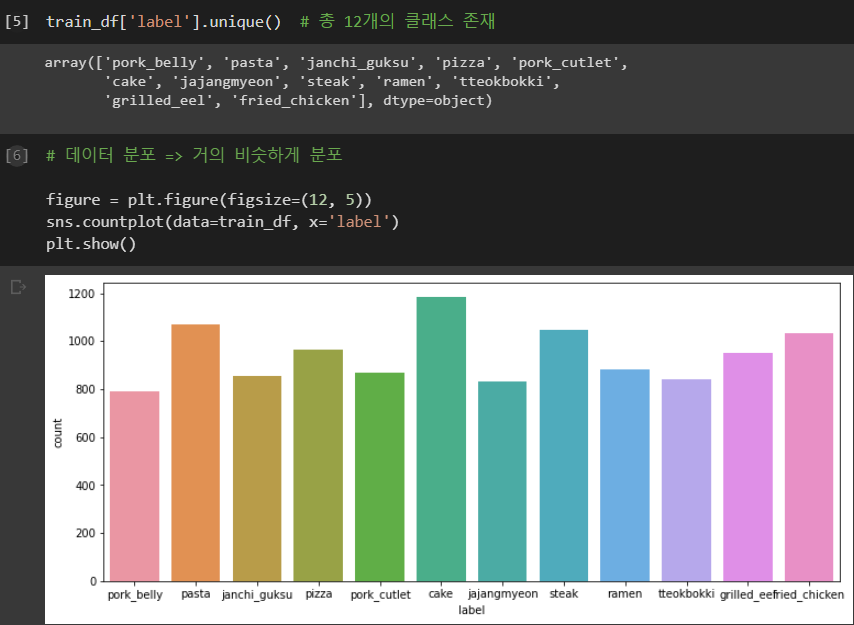 [5] train_df['label'].unique()  # 총 12개의 클래스 존재
array(['pork_belly', 'pasta', 'janchi_guksu', 'pizza', 'pork_cutlet',
'cake', 'jajangmyeon', 'steak', 'ramen', 'tteokbokki',
'grilled_eel', 'fried_chicken'], dtype=object)
[6] # 데이터 분포 => 거의 비슷하게 분포
figure = plt.figure(figsize=(12, 5))
sns.countplot(data=train_df, x='label')
plt.show()
1200
1000
800
600
400
200
0
count
pork_belly pasta janchi_guksu pizza pork_cutlet cake jajangmyeon steak ramen tteokbokki grilled_eel fried_chicken
label